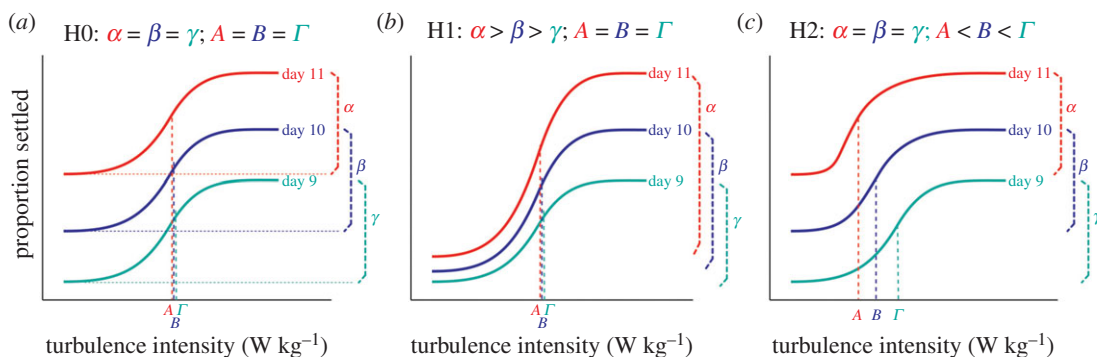 (a) H0: α = β = γ; A = B = Γ
day 11
α
day 10
β
day 9
γ
A Γ
B
proportion settled
turbulence intensity (W kg⁻¹)
(b) H1: α > β > γ; A = B = Γ
day 11
α
day 10
β
day 9
γ
A Γ
B
turbulence intensity (W kg⁻¹)
(c) H2: α = β = γ; A < B < Γ
day 11
α
day 10
β
day 9
γ
A B Γ
turbulence intensity (W kg⁻¹)